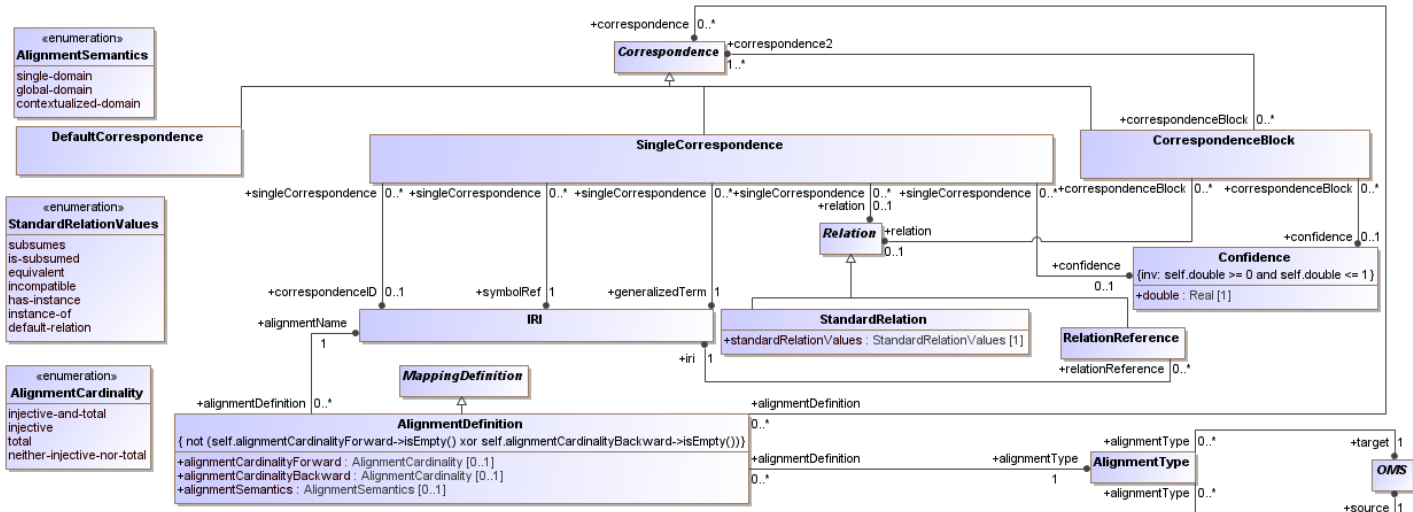 +correspondence 0..*
«enumeration»
AlignmentSemantics
single-domain
global-domain
contextualized-domain
Correspondence
+correspondence2
1..*
DefaultCorrespondence
SingleCorrespondence
+correspondenceBlock 0..*
CorrespondenceBlock
+singleCorrespondence 0..*
+singleCorrespondence 0..*
+singleCorrespondence 0..*
+singleCorrespondence 0..*
+singleCorrespondence 0..*
+correspondenceBlock 0..*
+correspondenceBlock 0..*
«enumeration»
StandardRelationValues
subsumes
is-subsumed
equivalent
incompatible
has-instance
instance-of
default-relation
+relation 0..1
Relation
+relation
0..1
+confidence 0..1
Confidence
{inv: self.double >= 0 and self.double <= 1 }
+double : Real [1]
+confidence
0..1
+correspondenceID 0..1
+symbolRef 1
+generalizedTerm 1
IRI
+alignmentName
1
StandardRelation
+standardRelationValues : StandardRelationValues [1]
RelationReference
+iri 1
+relationReference 0..*
«enumeration»
AlignmentCardinality
injective-and-total
injective
total
neither-injective-nor-total
MappingDefinition
+alignmentDefinition 0..*
AlignmentDefinition
{ not (self.alignmentCardinalityForward->isEmpty() xor self.alignmentCardinalityBackward->isEmpty())}
+alignmentCardinalityForward : AlignmentCardinality [0..1]
+alignmentCardinalityBackward : AlignmentCardinality [0..1]
+alignmentSemantics : AlignmentSemantics [0..1]
+alignmentDefinition
0..*
+alignmentDefinition
0..*
+alignmentType
1
+alignmentType 0..*
AlignmentType
+alignmentType 0..*
+target 1
OMS
+source 1